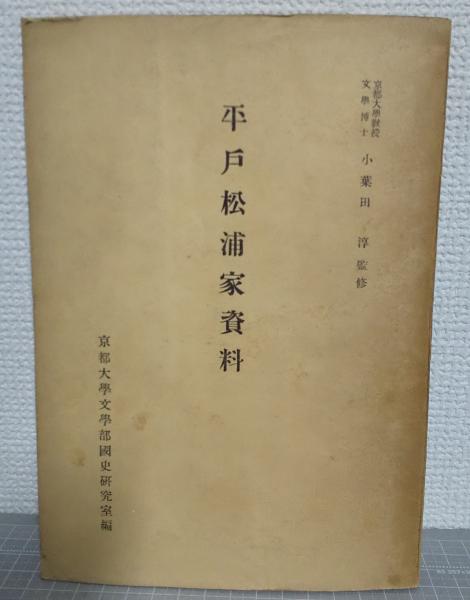 京都大學教授
文學博士
小葉田 淳 監修
平戸松浦家資料
京都大學文學部國史研究室編